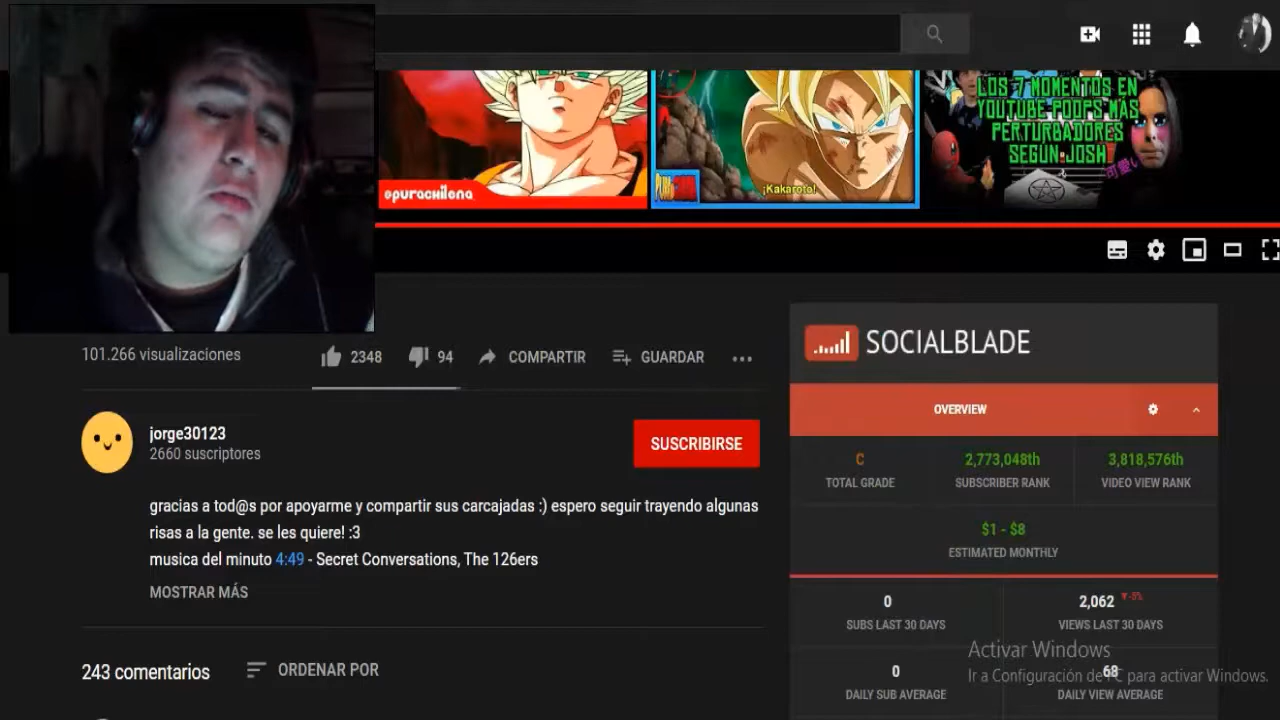 opurachilena
¡Kakaroto!
LOS 7 MOMENTOS EN
YOUTUBE POOPS MÁS
PERTURBADORES
SEGÚN JOSH
可愛い
101.266 visualizaciones
2348
94
COMPARTIR
GUARDAR
jorge30123
2660 suscriptores
SUSCRIBIRSE
gracias a tod@s por apoyarme y compartir sus carcajadas :) espero seguir trayendo algunas
risas a la gente. se les quiere! :3
musica del minuto 4:49 - Secret Conversations, The 126ers
MOSTRAR MÁS
243 comentarios
ORDENAR POR
SOCIALBLADE
OVERVIEW
C
TOTAL GRADE
2,773,048th
SUBSCRIBER RANK
3,818,576th
VIDEO VIEW RANK
$1 - $8
ESTIMATED MONTHLY
0
SUBS LAST 30 DAYS
2,062 ▼-5%
VIEWS LAST 30 DAYS
0
DAILY SUB AVERAGE
68
DAILY VIEW AVERAGE
Activar Windows
Ir a Configuración de PC para activar Windows.